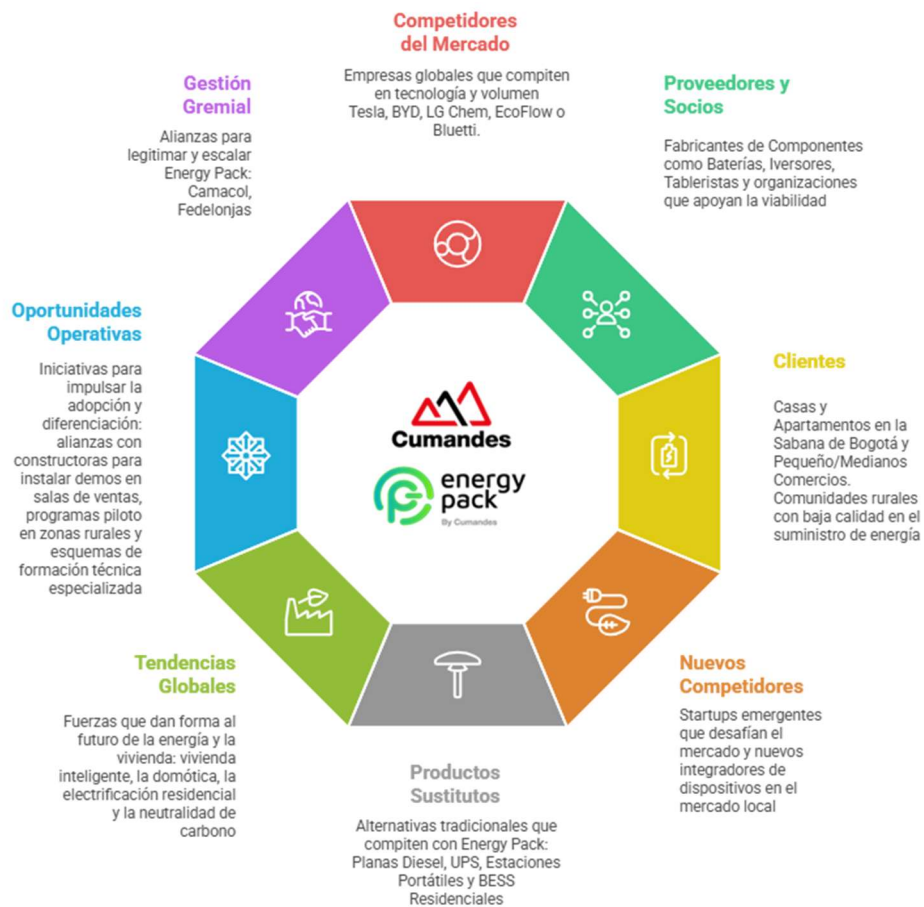 Competidores
del Mercado
Empresas globales que compiten
en tecnología y volumen
Tesla, BYD, LG Chem, EcoFlow o
Bluetti.
Gestión
Gremial
Alianzas para
legitimar y escalar
Energy Pack:
Camacol,
Fedelonjas
Proveedores y
Socios
Fabricantes de Componentes
como Baterías, Iversores,
Tableristas y organizaciones
que apoyan la viabilidad
Oportunidades
Operativas
Iniciativas para
impulsar la
adopción y
diferenciación:
alianzas con
constructoras para
instalar demos en
salas de ventas,
programas piloto
en zonas rurales y
esquemas de
formación técnica
especializada
Cumandes
energy
pack
By Cumandes
Clientes
Casas y
Apartamentos en la
Sabana de Bogotá y
Pequeño/Medianos
Comercios.
Comunidades rurales
con baja calidad en el
suministro de energía
Tendencias
Globales
Fuerzas que dan forma al
futuro de la energía y la
vivienda: vivienda
inteligente, la domótica, la
electrificación residencial
y la neutralidad de
carbono
Nuevos
Competidores
Startups emergentes
que desafían el
mercado y nuevos
integradores de
dispositivos en el
mercado local
Productos
Sustitutos
Alternativas tradicionales que
compiten con Energy Pack:
Planas Diesel, UPS, Estaciones
Portátiles y BESS
Residenciales